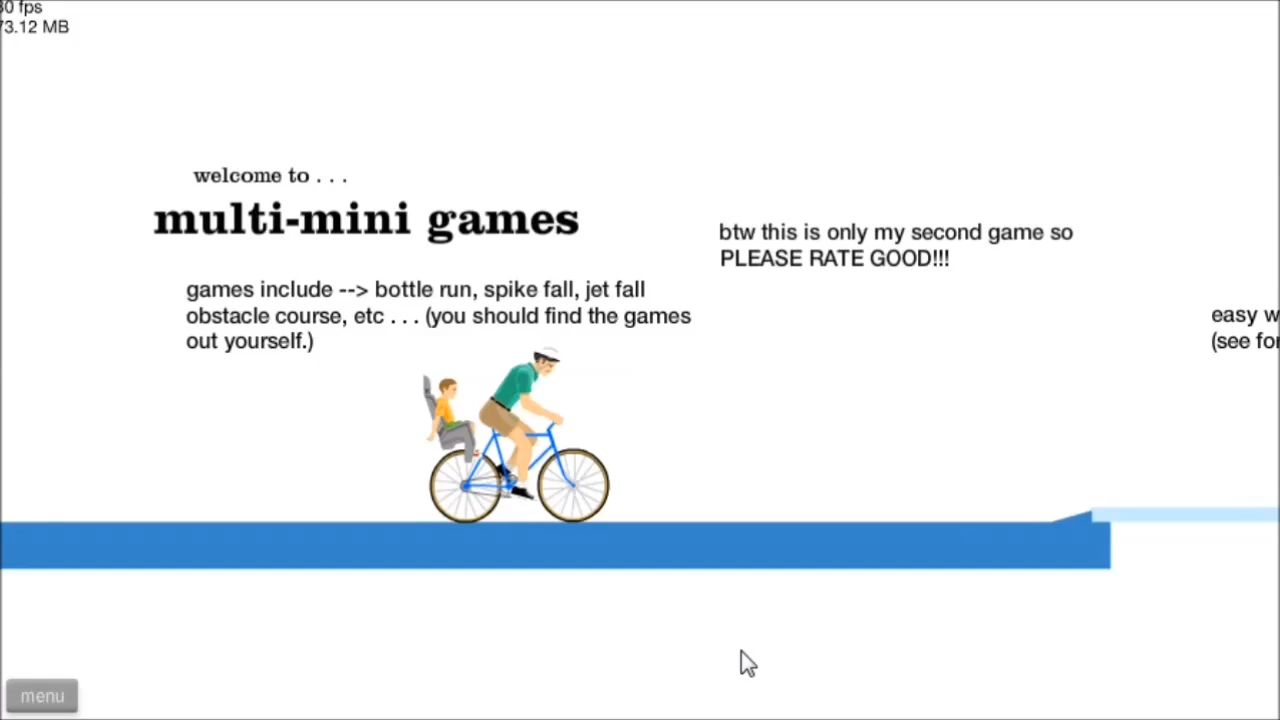 0 fps
73.12 MB
welcome to . . .
multi-mini games
btw this is only my second game so
PLEASE RATE GOOD!!!
games include --> bottle run, spike fall, jet fall
obstacle course, etc . . . (you should find the games
out yourself.)
easy
(see
menu